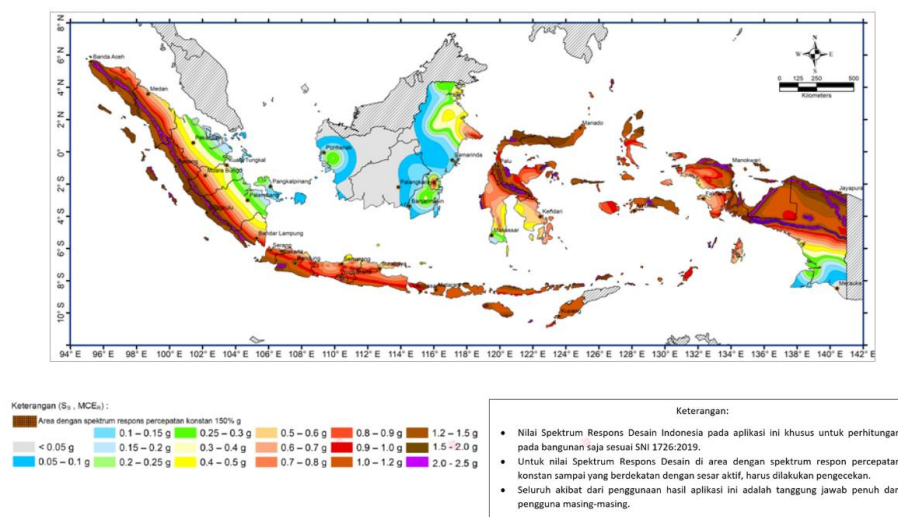 8° N
6° N
4° N
2° N
0°
2° S
4° S
6° S
8° S
10° S
94° E 96° E 98° E 100° E 102° E 104° E 106° E 108° E 110° E 112° E 114° E 116° E 118° E 120° E 122° E 124° E 126° E 128° E 130° E 132° E 134° E 136° E 138° E 140° E 142° E
N
W E
S
0 125 250 500
Kilometers
Banda Aceh
Medan
Manado
Pontianak
Samarinda
Palu
Manokwari
Jayapura
Kuala Tungkal
Muara Bungo
Pangkalpinang
Palembang
Banjarmasin
Kendari
Makassar
Bandar Lampung
Serang
Semarang
Merauke
Kupang
Keterangan (Ss , MCER) :
Area dengan spektrum respons percepatan konstan 150% g
< 0.05 g
0.05 – 0.1 g
0.1 – 0.15 g
0.15 – 0.2 g
0.2 – 0.25 g
0.25 – 0.3 g
0.3 – 0.4 g
0.4 – 0.5 g
0.5 – 0.6 g
0.6 – 0.7 g
0.7 – 0.8 g
0.8 – 0.9 g
0.9 – 1.0 g
1.0 – 1.2 g
1.2 – 1.5 g
1.5 – 2.0 g
2.0 - 2.5 g
Keterangan:
• Nilai Spektrum Respons Desain Indonesia pada aplikasi ini khusus untuk perhitungan
pada bangunan saja sesuai SNI 1726:2019.
• Untuk nilai Spektrum Respons Desain di area dengan spektrum respon percepatan
konstan sampai yang berdekatan dengan sesar aktif, harus dilakukan pengecekan.
• Seluruh akibat dari penggunaan hasil aplikasi ini adalah tanggung jawab penuh dari
pengguna masing-masing.